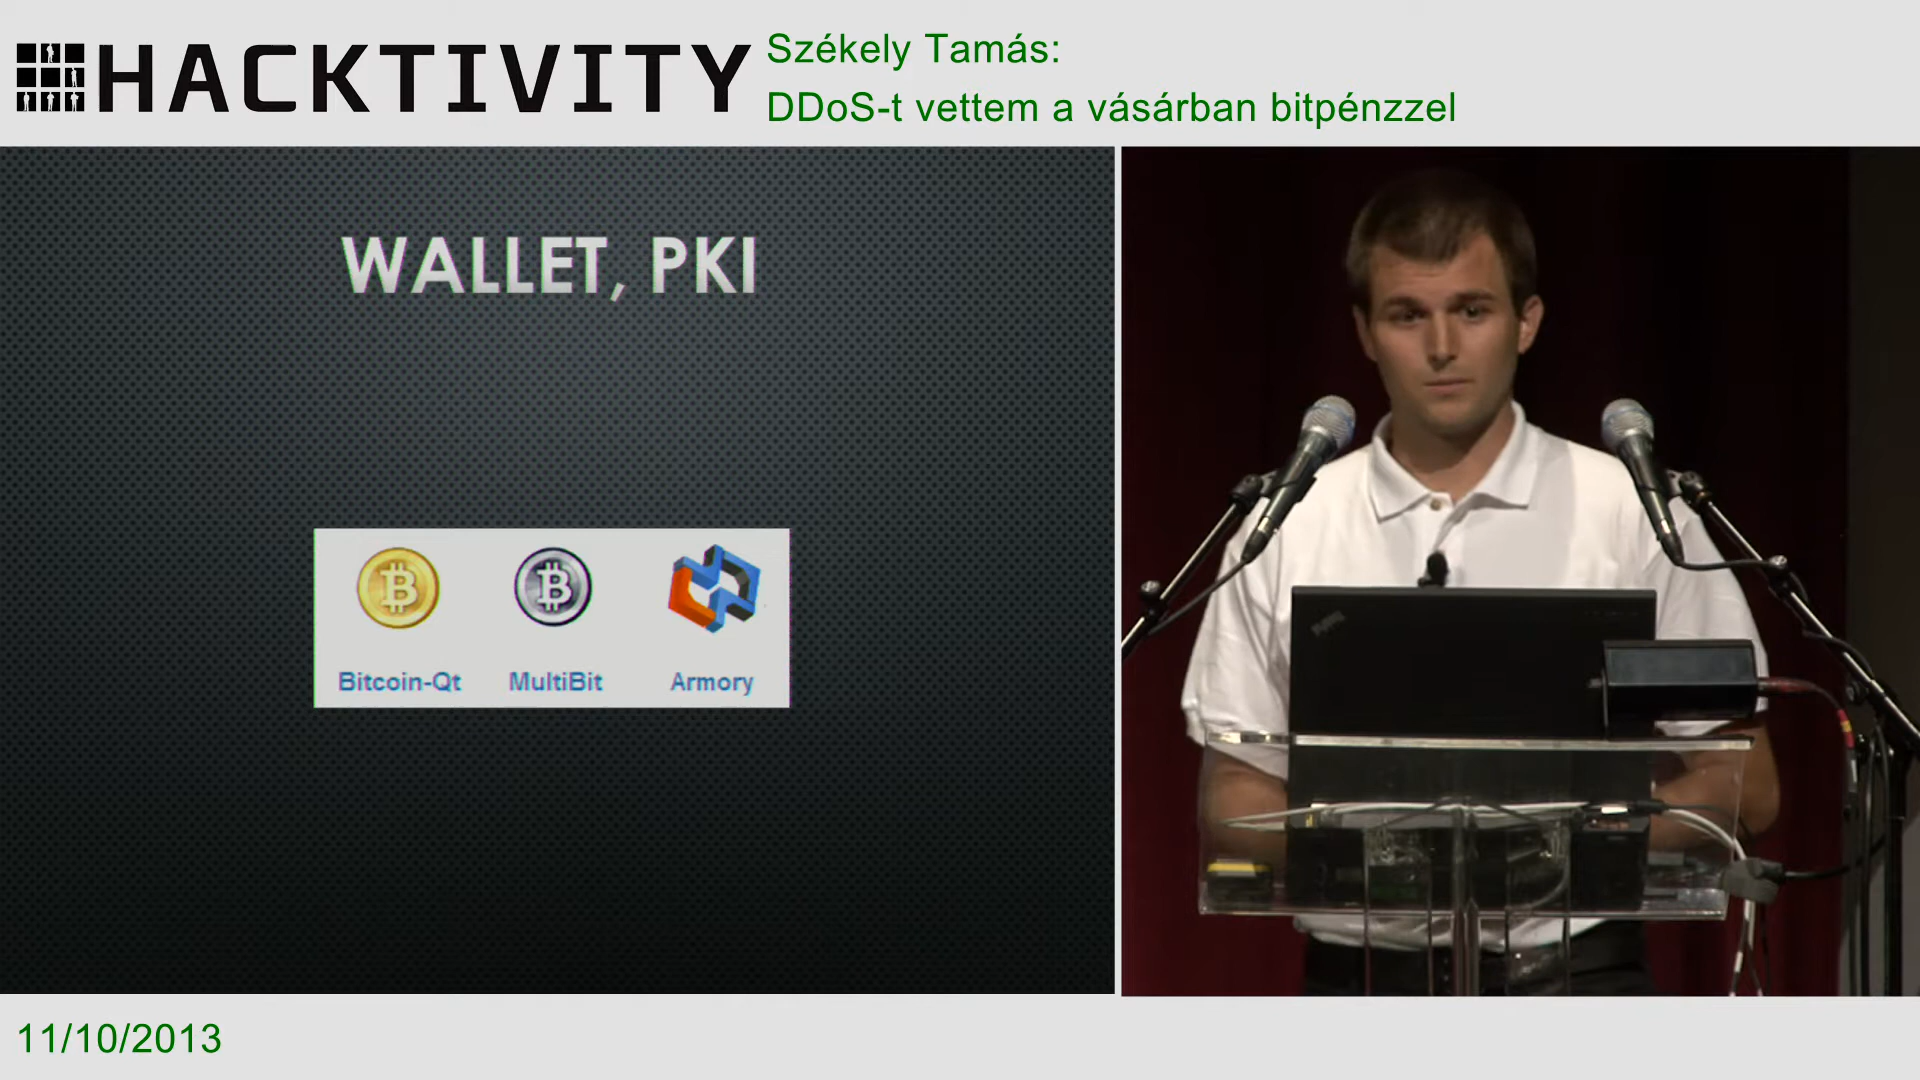 HACKTIVITY
Székely Tamás:
DDoS-t vettem a vásárban bitpénzzel
WALLET, PKI
Bitcoin-Qt MultiBit Armory
11/10/2013